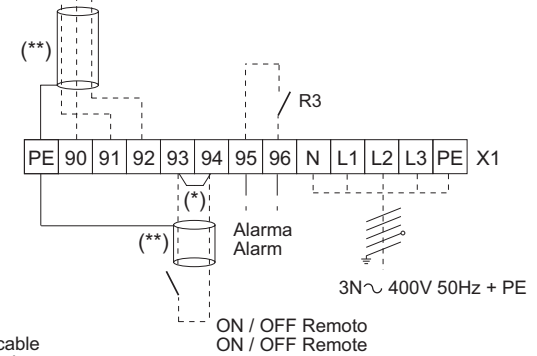 (**)
R3
PE 90 91 92 93 94 95 96 N L1 L2 L3 PE X1
(*)
(**)
Alarma
Alarm
3N~ 400V 50Hz + PE
ON / OFF Remoto
cable
ON / OFF Remote